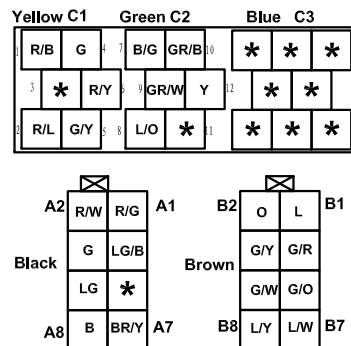 Yellow C1 Green C2 Blue C3
1 R/B G 4 7 B/G GR/B 10 * * *
3 * R/Y 6 9 GR/W Y 12 * *
2 R/L G/Y 5 8 L/O * 11 * * *
A2 R/W R/G A1 B2 O L B1
G LG/B G/Y G/R
Black Brown
LG * G/W G/O
A8 B BR/Y A7 B8 L/Y L/W B7